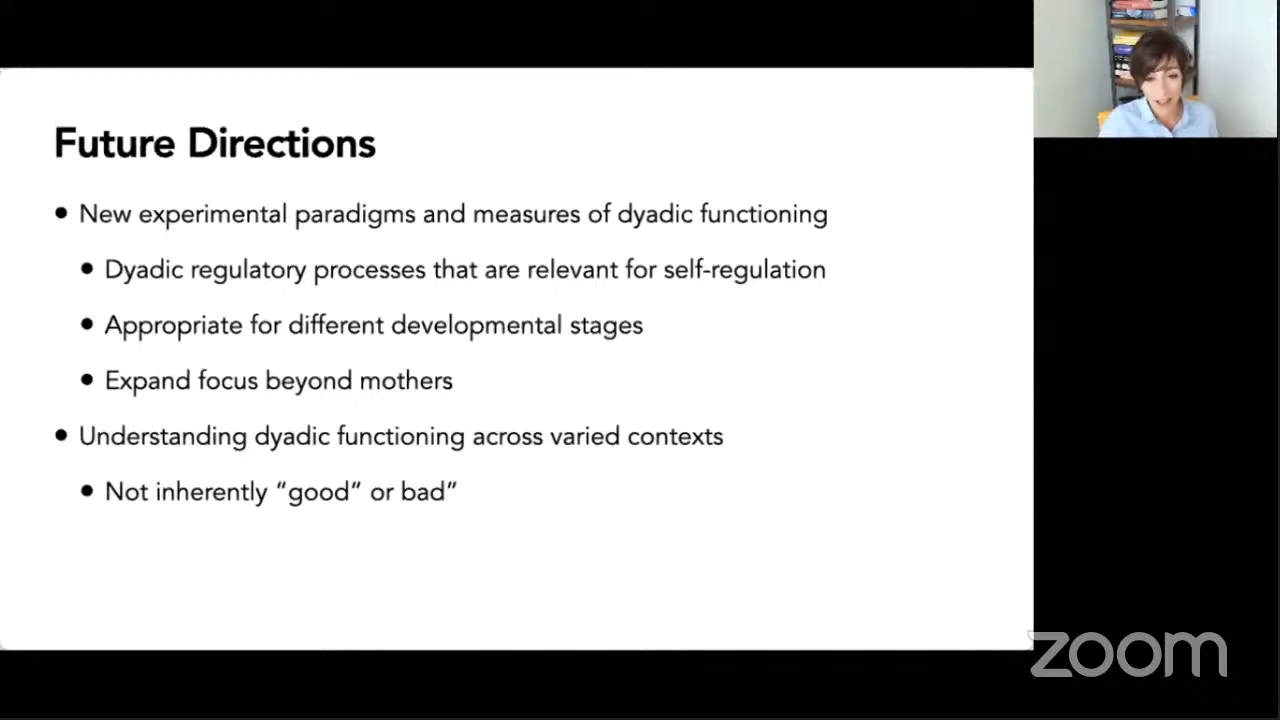 Future Directions
• New experimental paradigms and measures of dyadic functioning
• Dyadic regulatory processes that are relevant for self-regulation
• Appropriate for different developmental stages
• Expand focus beyond mothers
• Understanding dyadic functioning across varied contexts
• Not inherently “good” or bad”
zoom